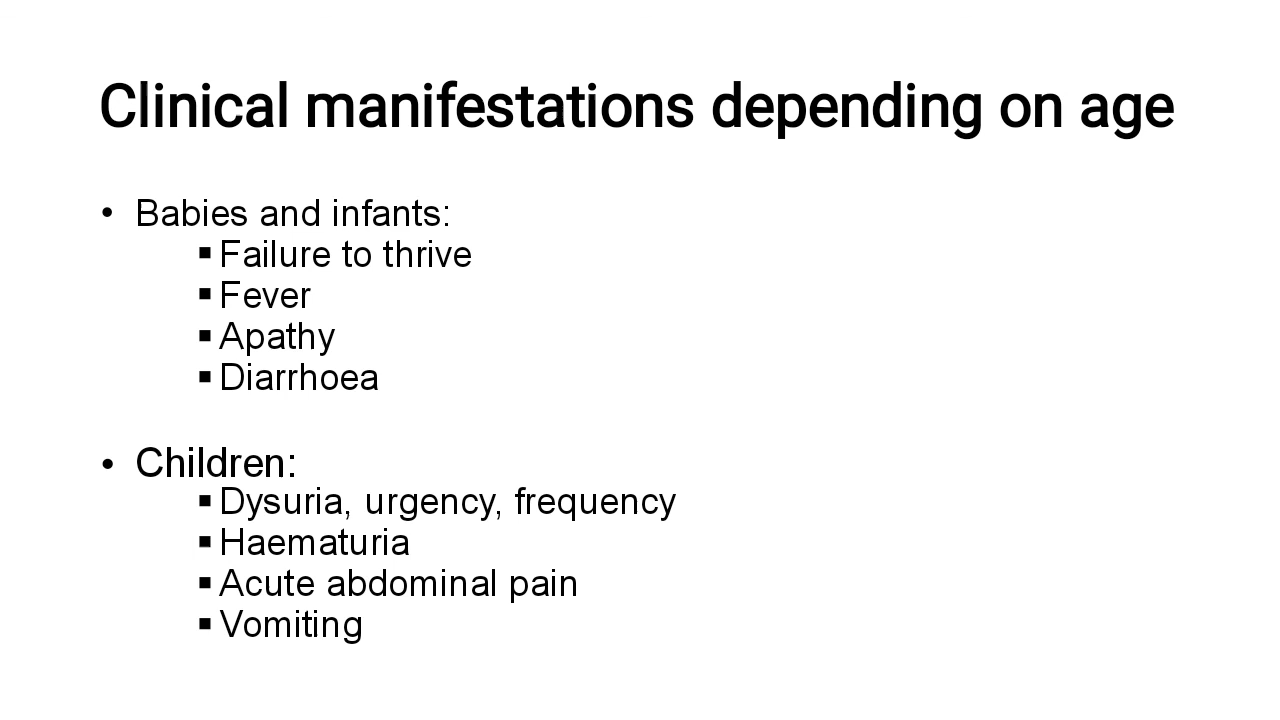 Clinical manifestations depending on age
• Babies and infants:
▪ Failure to thrive
▪ Fever
▪ Apathy
▪ Diarrhoea
• Children:
▪ Dysuria, urgency, frequency
▪ Haematuria
▪ Acute abdominal pain
▪ Vomiting